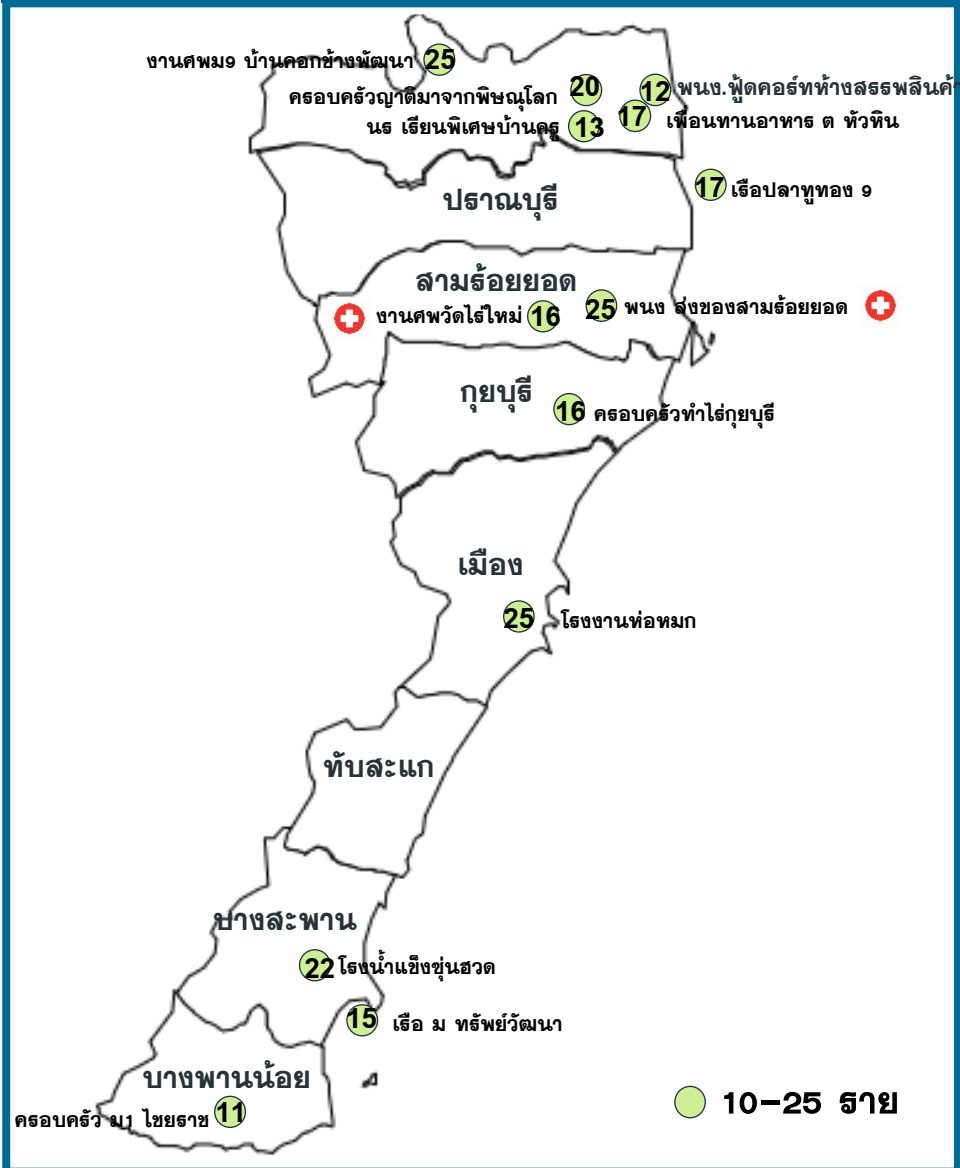 งานศพม9 บ้านคอกช้างพัฒนา 25
ครอบครัวญาติมาจากพิษณุโลก 20
12 พนง.ฟู้ดคอร์ทห้างสรรพสินค้า
นร เรียนพิเศษบ้านครู 13
17 เพื่อนทานอาหาร ต หัวหิน
ปราณบุรี
17 เรือปลาทูทอง 9
สามร้อยยอด
งานศพวัดไร่ใหม่ 16
25 พนง ส่งของสามร้อยยอด
กุยบุรี
16 ครอบครัวทำไร่กุยบุรี
เมือง
25 โรงงานห่อหมก
ทับสะแก
บางสะพาน
22 โรงน้ำแข็งซุ่นฮวด
15 เรือ ม ทรัพย์วัฒนา
บางพานน้อย
ครอบครัว ม1 ไชยราช 11
10-25 ราย